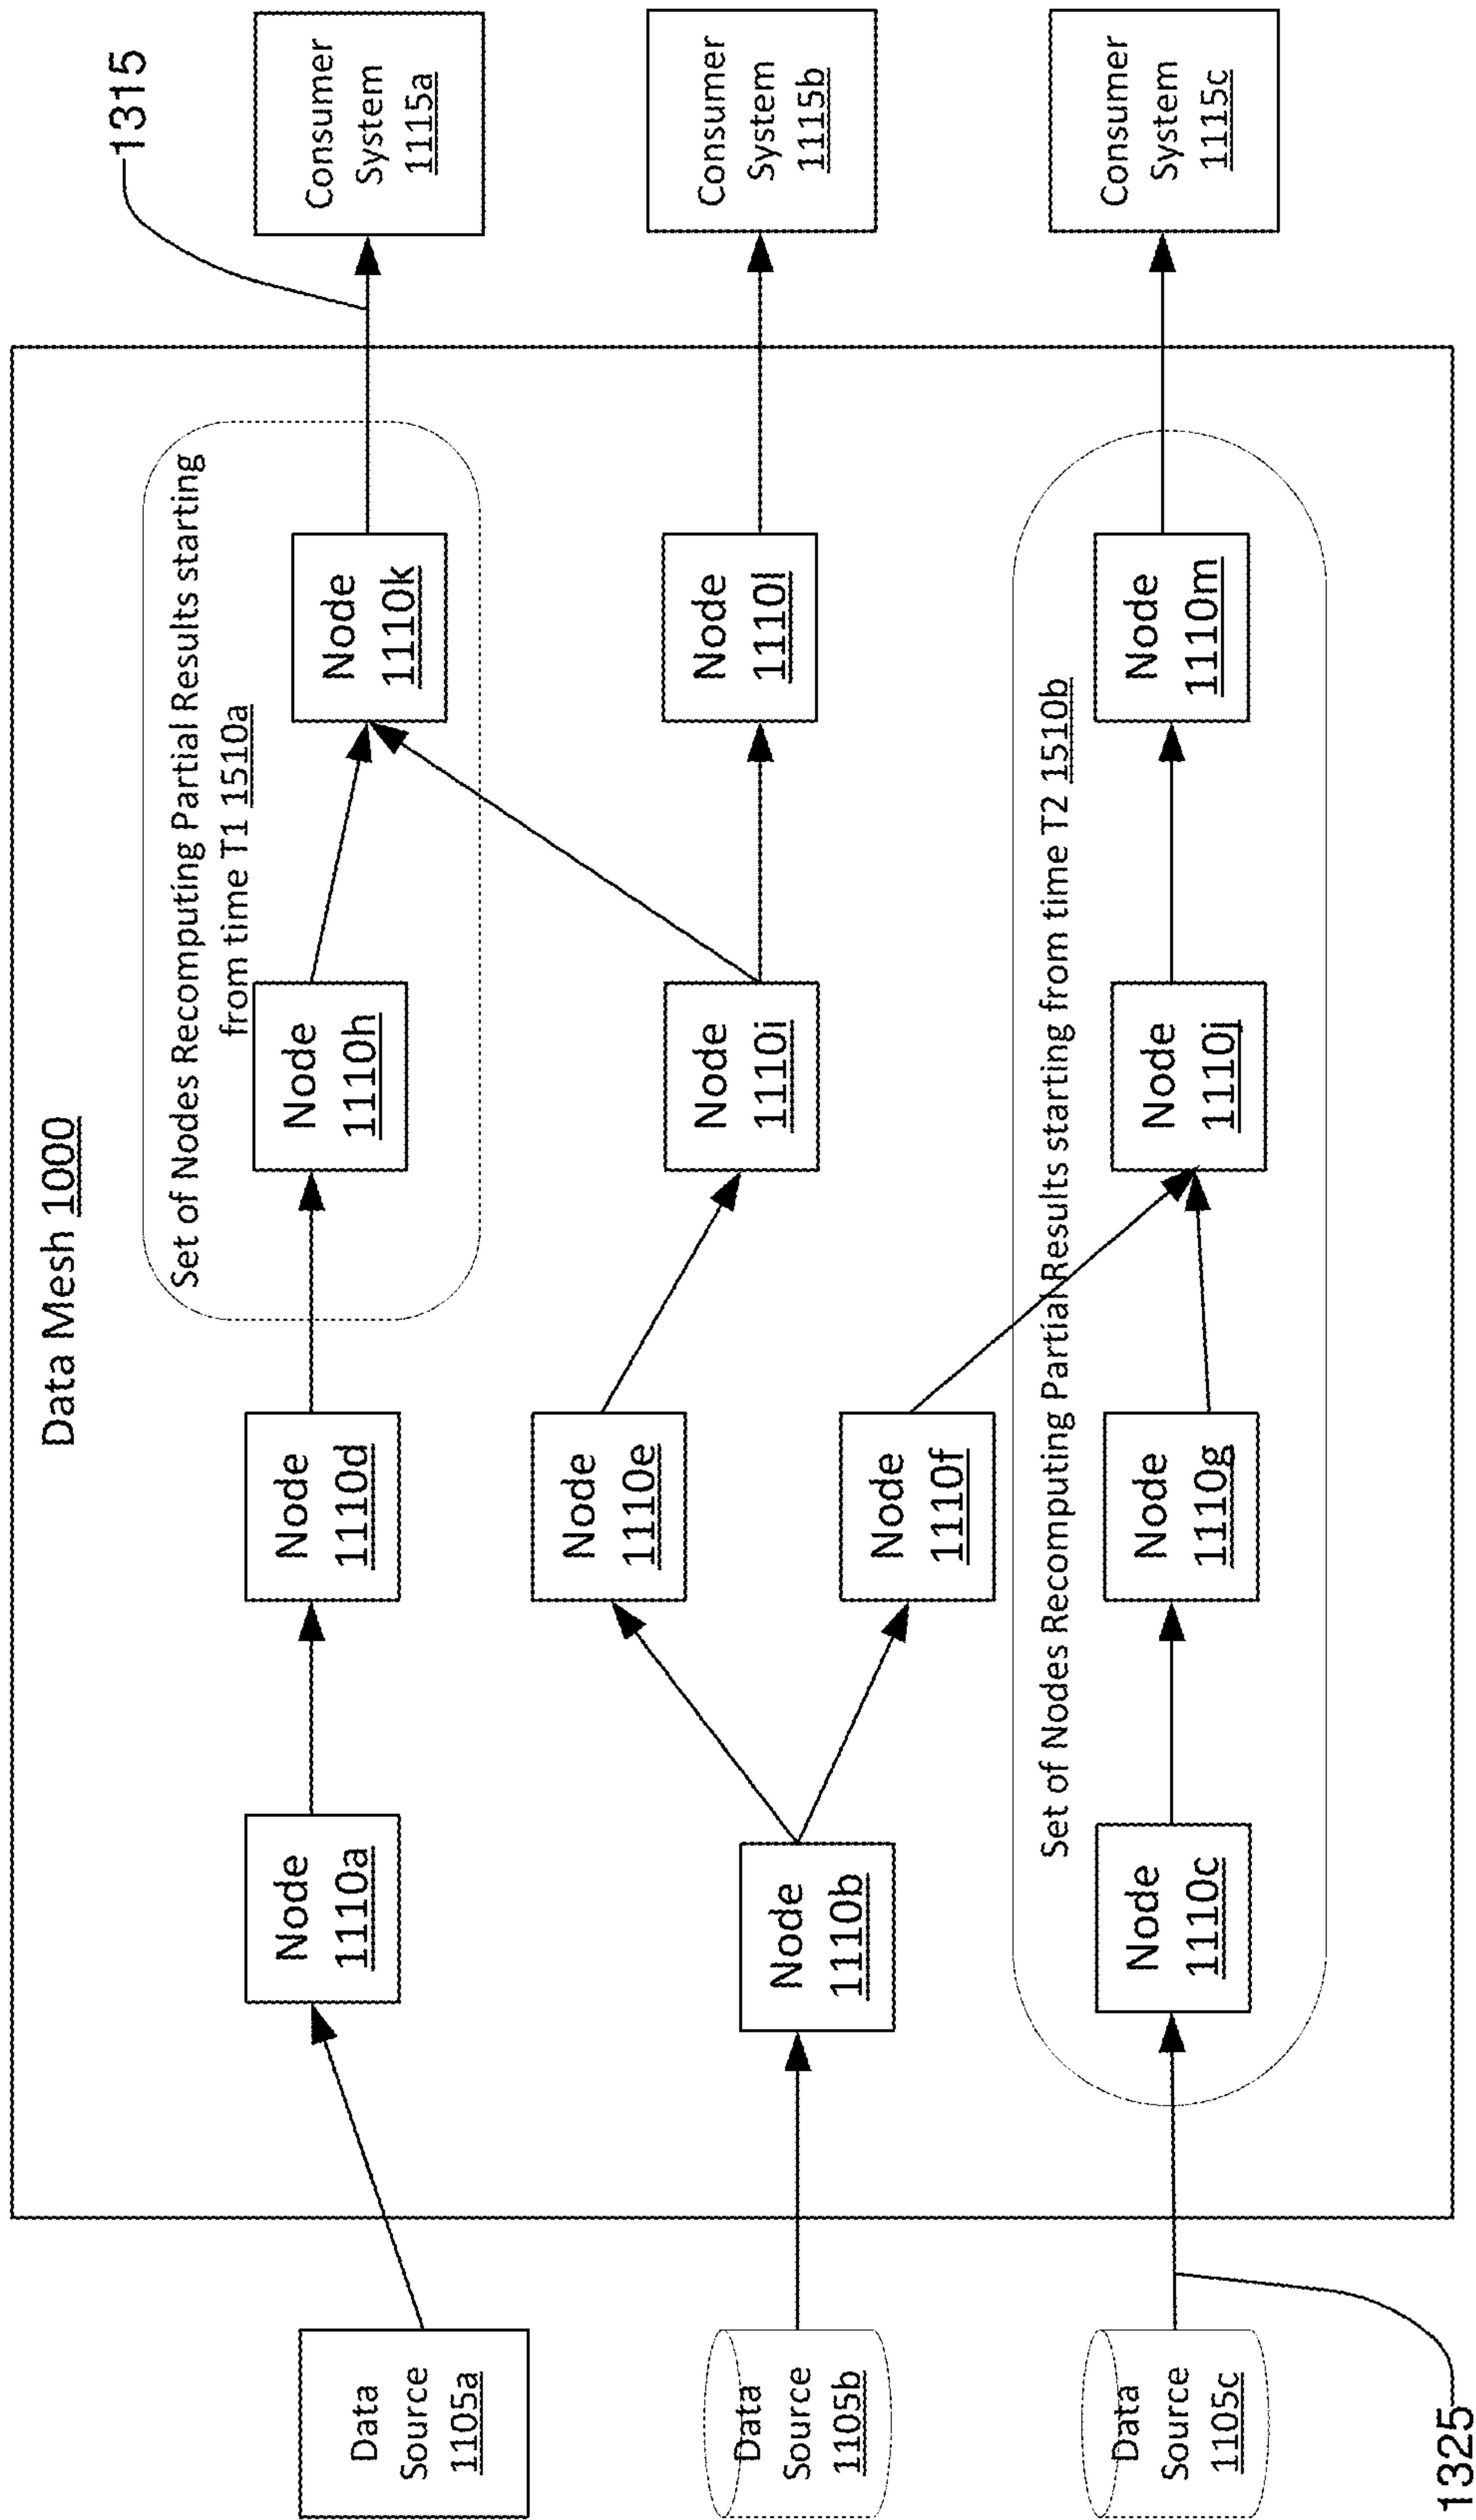 Data Mesh 1000
1315
Set of Nodes Recomputing Partial Results starting
from time T1 1510a
Data
Source
1105a
Node
1110a
Node
1110d
Node
1110h
Node
1110k
Consumer
System
1115a
Data
Source
1105b
Node
1110b
Node
1110e
Node
1110f
Node
1110i
Node
1110l
Consumer
System
1115b
Set of Nodes Recomputing Partial Results starting from time T2 1510b
Data
Source
1105c
Node
1110c
Node
1110g
Node
1110j
Node
1110m
Consumer
System
1115c
1325